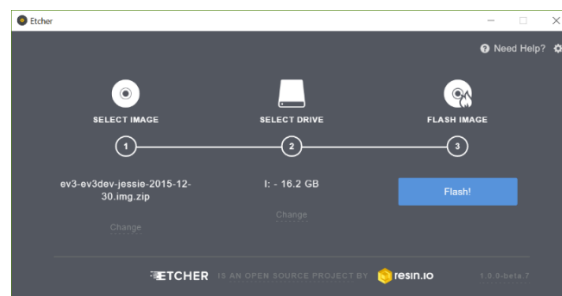 Etcher
Need Help?
SELECT IMAGE
SELECT DRIVE
FLASH IMAGE
1
2
3
ev3-ev3dev-jessie-2015-12-
30.img.zip
I: - 16.2 GB
Flash!
Change
Change
ETCHER IS AN OPEN SOURCE PROJECT BY resin.io
1.0.0-beta.7